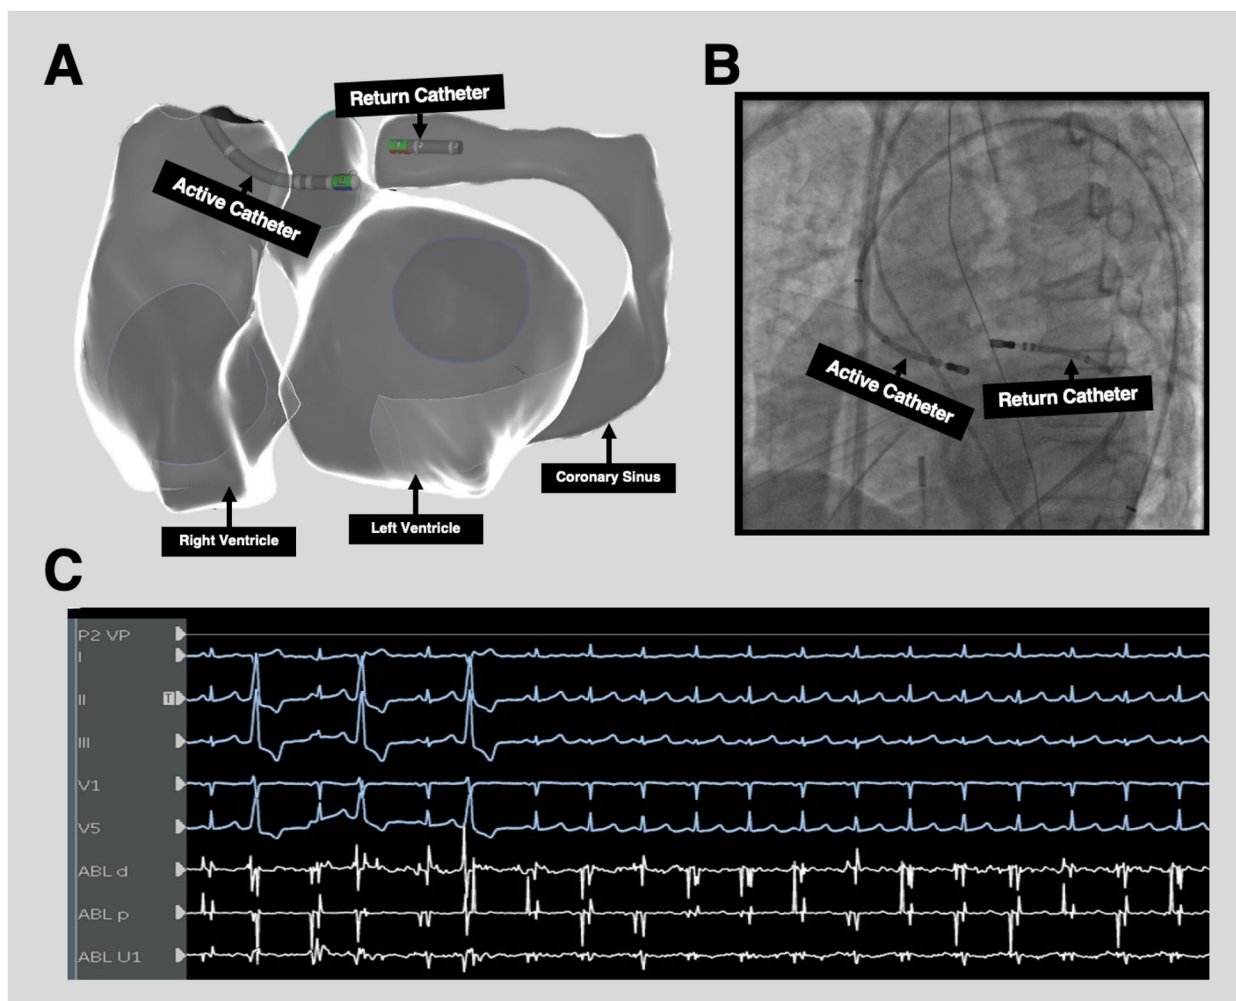 A
B
Return Catheter
Active Catheter
Active Catheter
Return Catheter
Coronary Sinus
Left Ventricle
Right Ventricle
C
P2 VP
I
II
T
III
V1
V5
ABL d
ABL p
ABL U1